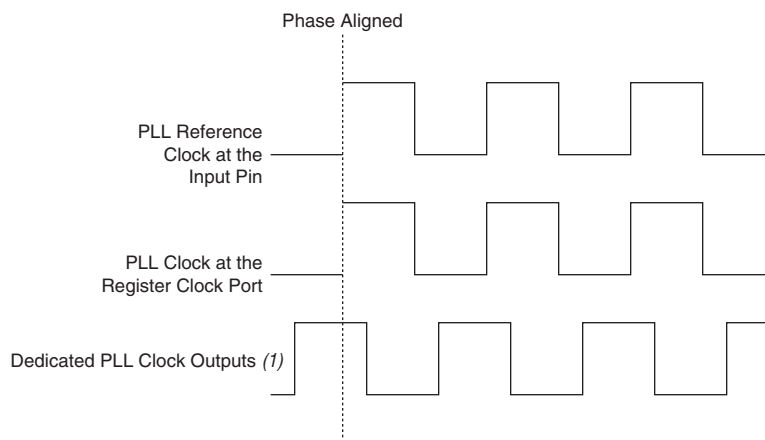 Phase Aligned
PLL Reference
Clock at the
Input Pin
PLL Clock at the
Register Clock Port
Dedicated PLL Clock Outputs (1)